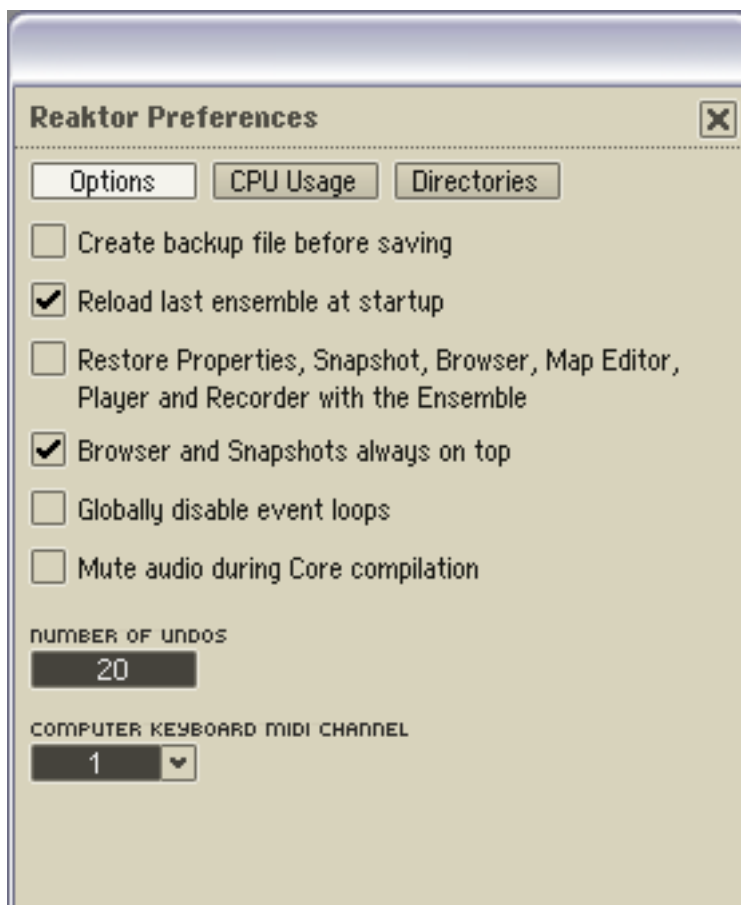 Reaktor Preferences
Options CPU Usage Directories
Create backup file before saving
Reload last ensemble at startup
Restore Properties, Snapshot, Browser, Map Editor,
Player and Recorder with the Ensemble
Browser and Snapshots always on top
Globally disable event loops
Mute audio during Core compilation
NUMBER OF UNDOS
20
COMPUTER KEYBOARD MIDI CHANNEL
1